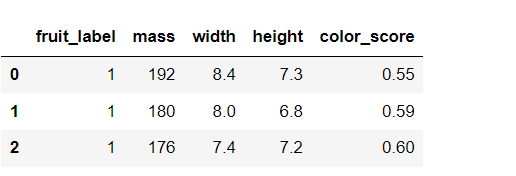 fruit_label mass width height color_score
0 1 192 8.4 7.3 0.55
1 1 180 8.0 6.8 0.59
2 1 176 7.4 7.2 0.60